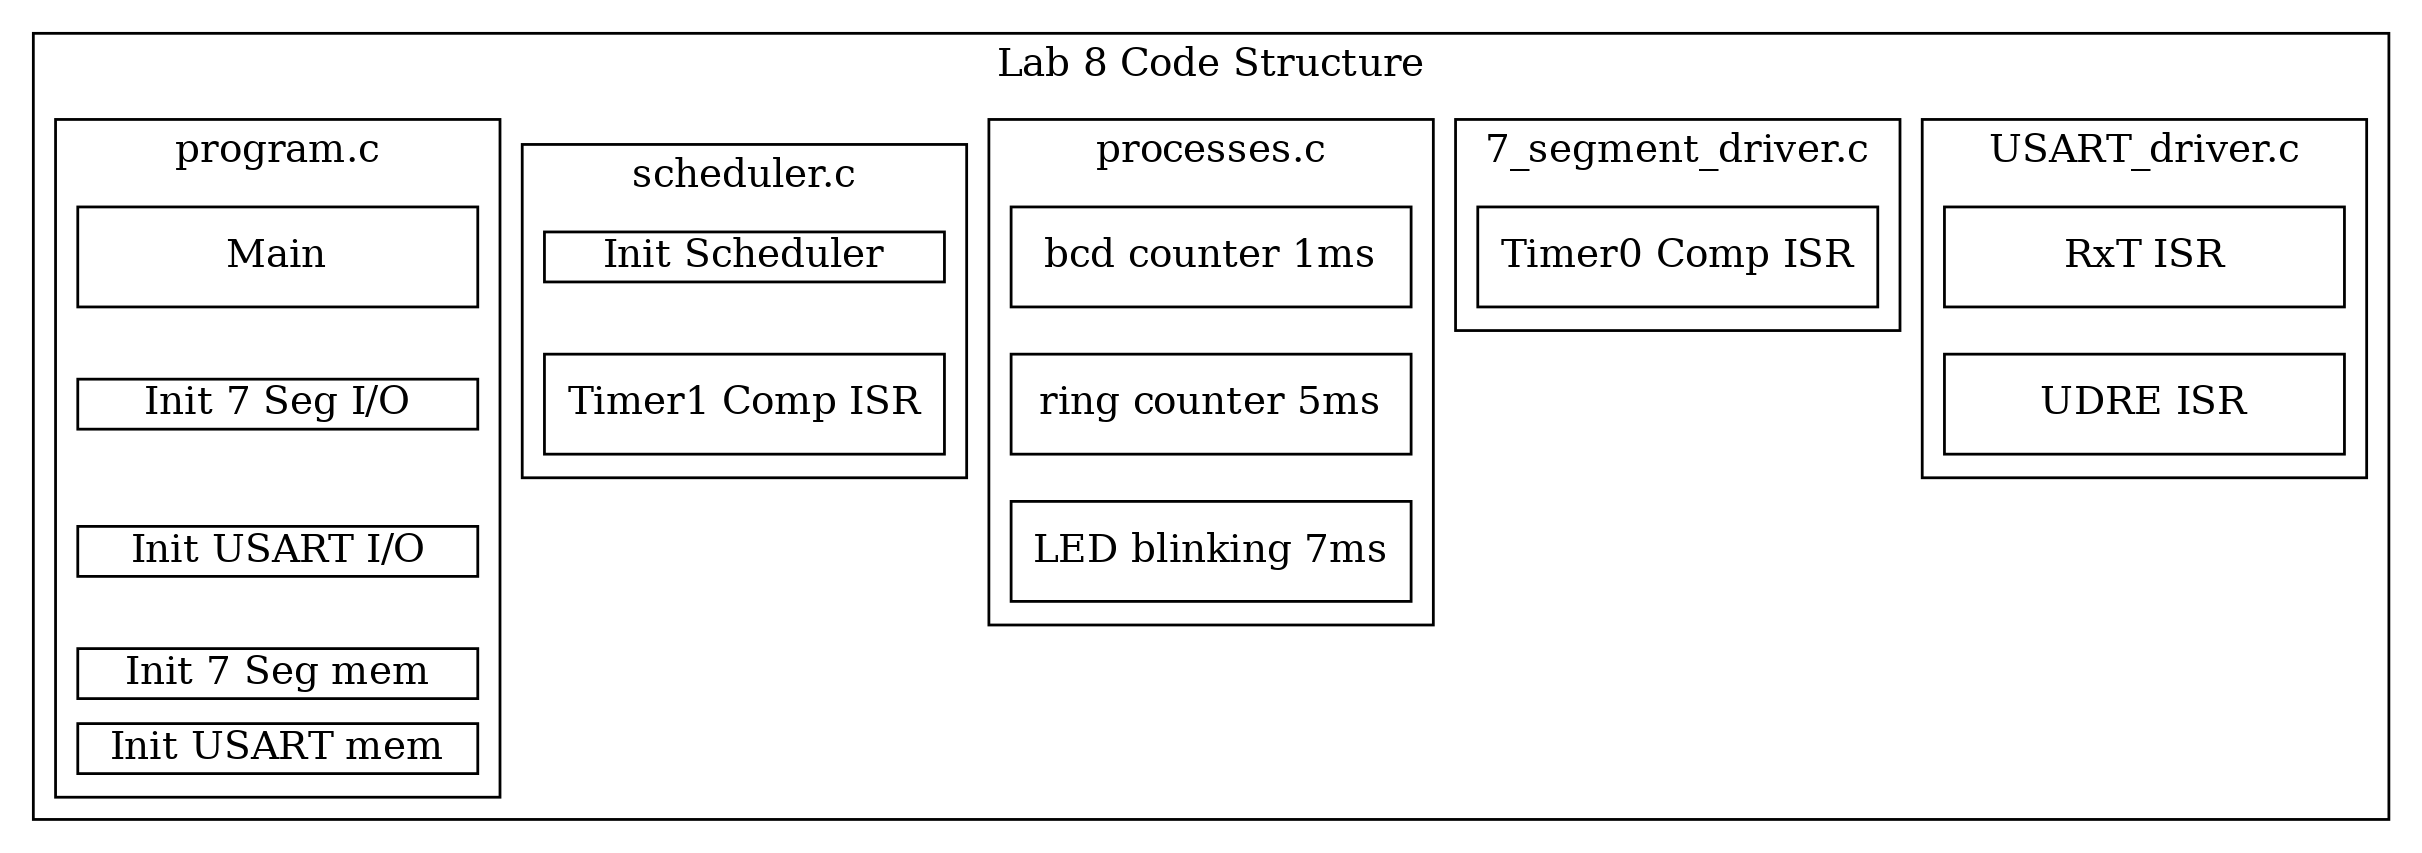 Lab 8 Code Structure
program.c
Main
Init 7 Seg I/O
Init USART I/O
Init 7 Seg mem
Init USART mem
scheduler.c
Init Scheduler
Timer1 Comp ISR
processes.c
bcd counter 1ms
ring counter 5ms
LED blinking 7ms
7_segment_driver.c
Timer0 Comp ISR
USART_driver.c
RxT ISR
UDRE ISR